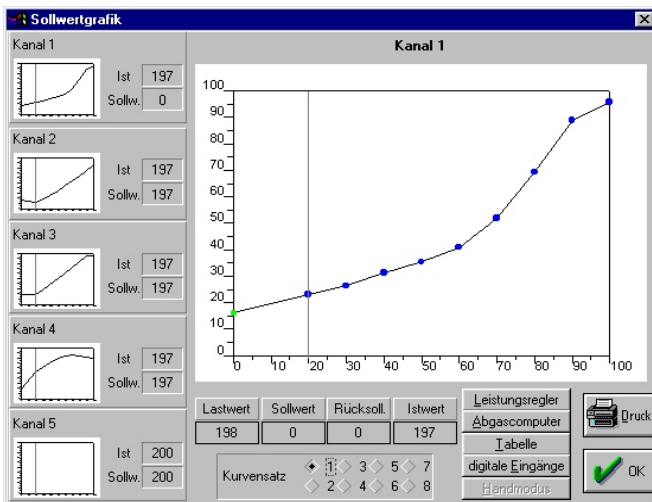 Sollwertgrafik
Kanal 1
Ist 197
Sollw. 0
Kanal 2
Ist 197
Sollw. 197
Kanal 3
Ist 197
Sollw. 197
Kanal 4
Ist 197
Sollw. 197
Kanal 5
Ist 200
Sollw. 200
Kanal 1
100
90
80
70
60
50
40
30
20
10
0
0 10 20 30 40 50 60 70 80 90 100
Lastwert Sollwert Rücksoll. Istwert
198 0 0 197
Kurvensatz
1 3 5 7
2 4 6 8
Leistungsregler
Abgascomputer
Tabelle
digitale Eingänge
Handmodus
Druck
OK